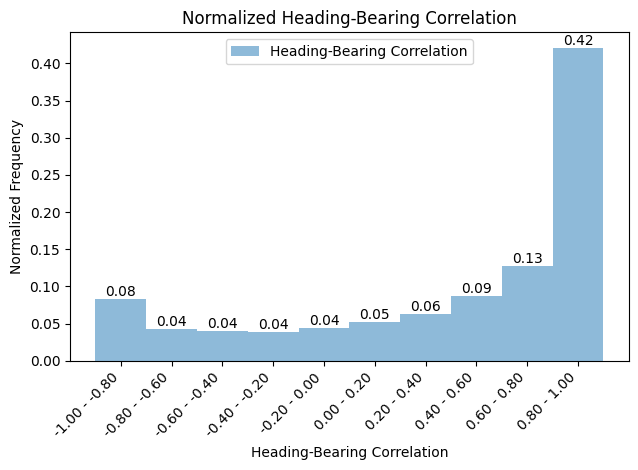 Normalized Heading-Bearing Correlation
Heading-Bearing Correlation
Normalized Frequency
0.40
0.35
0.30
0.25
0.20
0.15
0.10
0.05
0.00
0.08
0.04
0.04
0.04
0.04
0.05
0.06
0.09
0.13
0.42
-1.00 - -0.80
-0.80 - -0.60
-0.60 - -0.40
-0.40 - -0.20
-0.20 - 0.00
0.00 - 0.20
0.20 - 0.40
0.40 - 0.60
0.60 - 0.80
0.80 - 1.00
Heading-Bearing Correlation